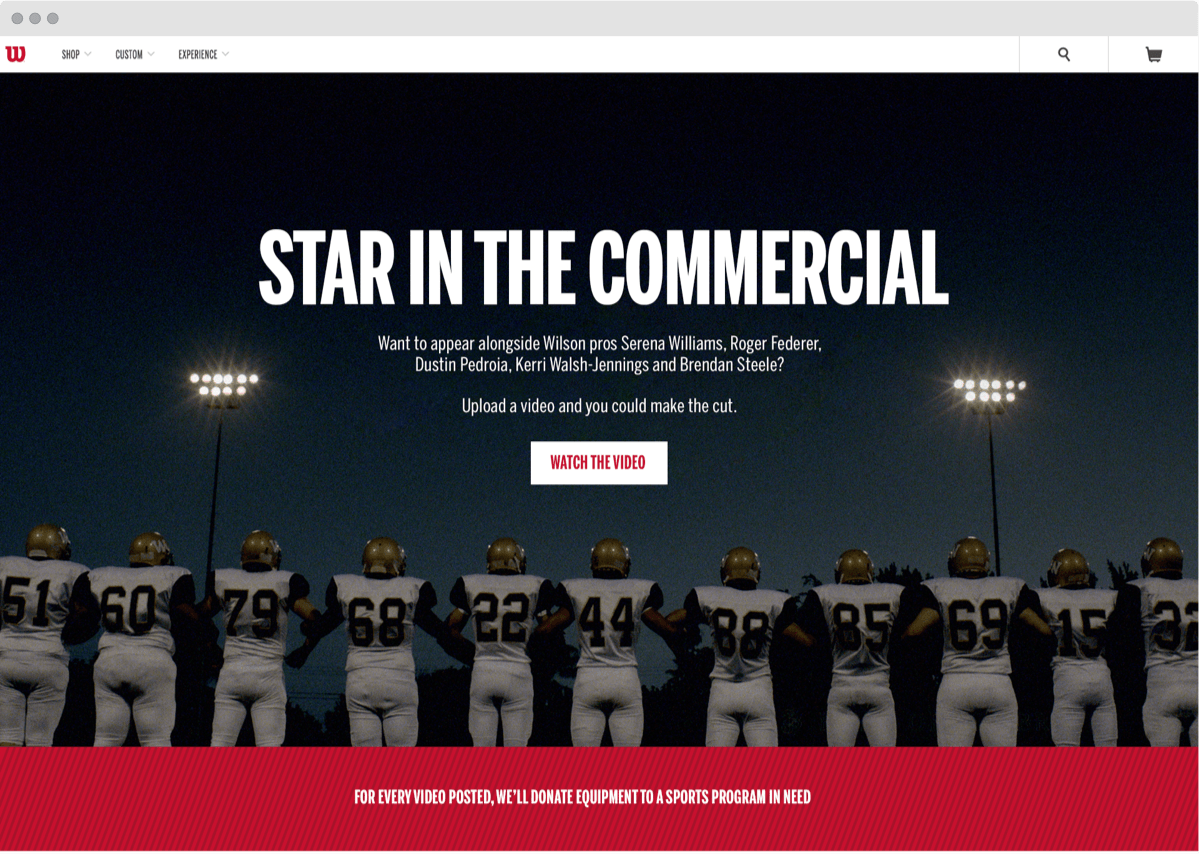 W
SHOP
CUSTOM
EXPERIENCE
STAR IN THE COMMERCIAL
Want to appear alongside Wilson pros Serena Williams, Roger Federer,
Dustin Pedroia, Kerri Walsh-Jennings and Brendan Steele?
Upload a video and you could make the cut.
WATCH THE VIDEO
51 60 79 68 22 44 88 85 69 15 32
FOR EVERY VIDEO POSTED, WE'LL DONATE EQUIPMENT TO A SPORTS PROGRAM IN NEED